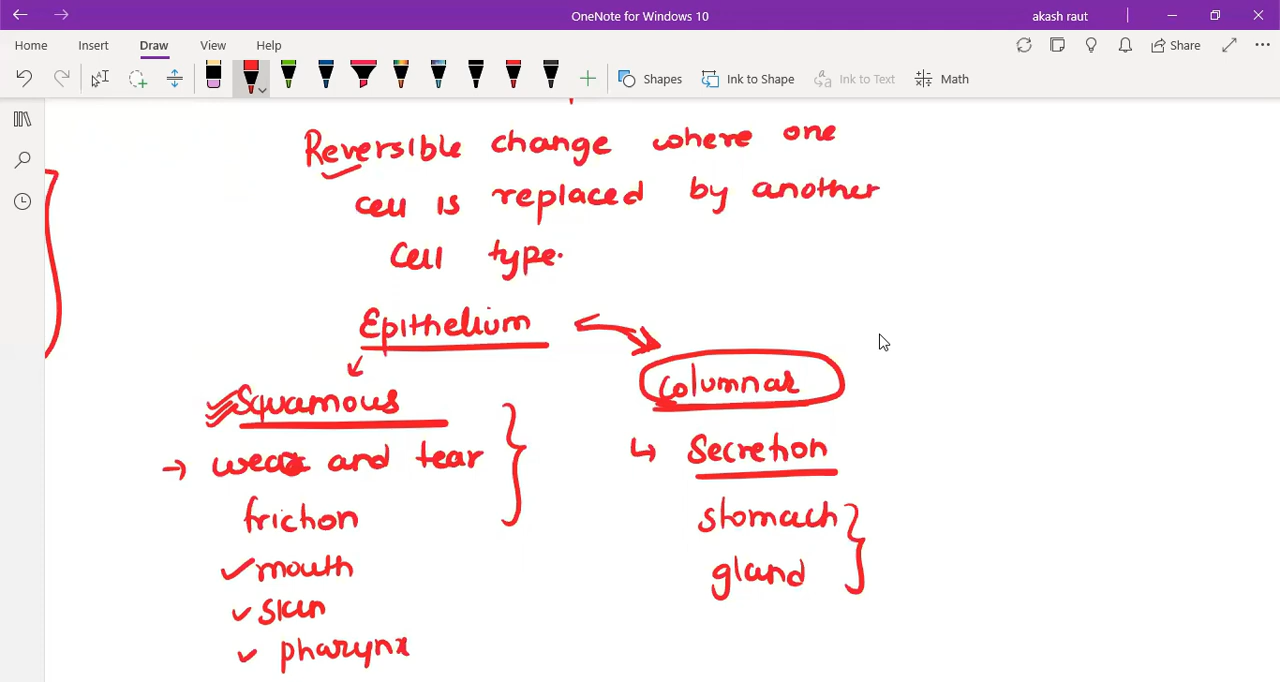 OneNote for Windows 10
akash raut
Home Insert Draw View Help
Share
Shapes Ink to Shape Ink to Text Math
Reversible change where one
cell is replaced by another
cell type.
Epithelium
Squamous
columnar
→ wear and tear
Secretion
friction
stomach
mouth
gland
skin
pharynx